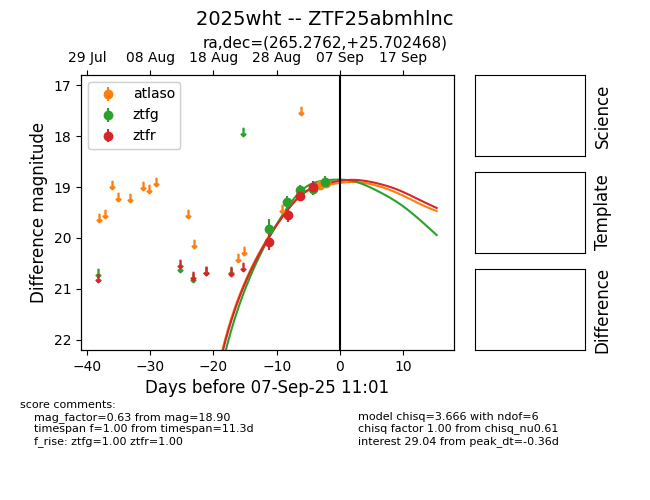 2025wht -- ZTF25abmhlnc
ra,dec=(265.2762,+25.702468)
29 Jul 08 Aug 18 Aug 28 Aug 07 Sep 17 Sep
17
18
19
20
21
22
Difference magnitude
atlaso
ztfg
ztfr
−40 −30 −20 −10 0 10
Days before 07-Sep-25 11:01
Science
Template
Difference
score comments:
mag_factor=0.63 from mag=18.90
timespan f=1.00 from timespan=11.3d
f_rise: ztfg=1.00 ztfr=1.00
model chisq=3.666 with ndof=6
chisq factor 1.00 from chisq_nu0.61
interest 29.04 from peak_dt=-0.36d